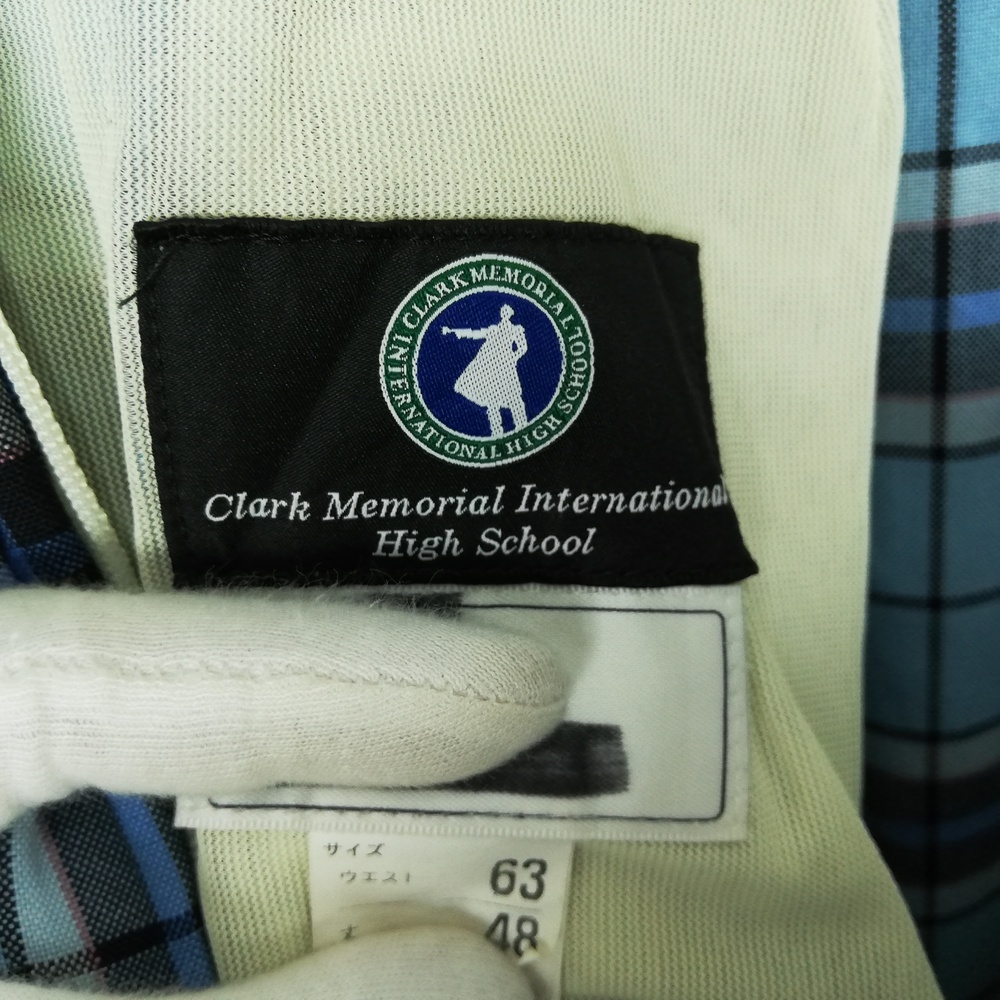 CLARK MEMORIAL INTERNATIONAL HIGH SCHOOL
Clark Memorial International
High School
サイズ
ウエスト 63
丈 48